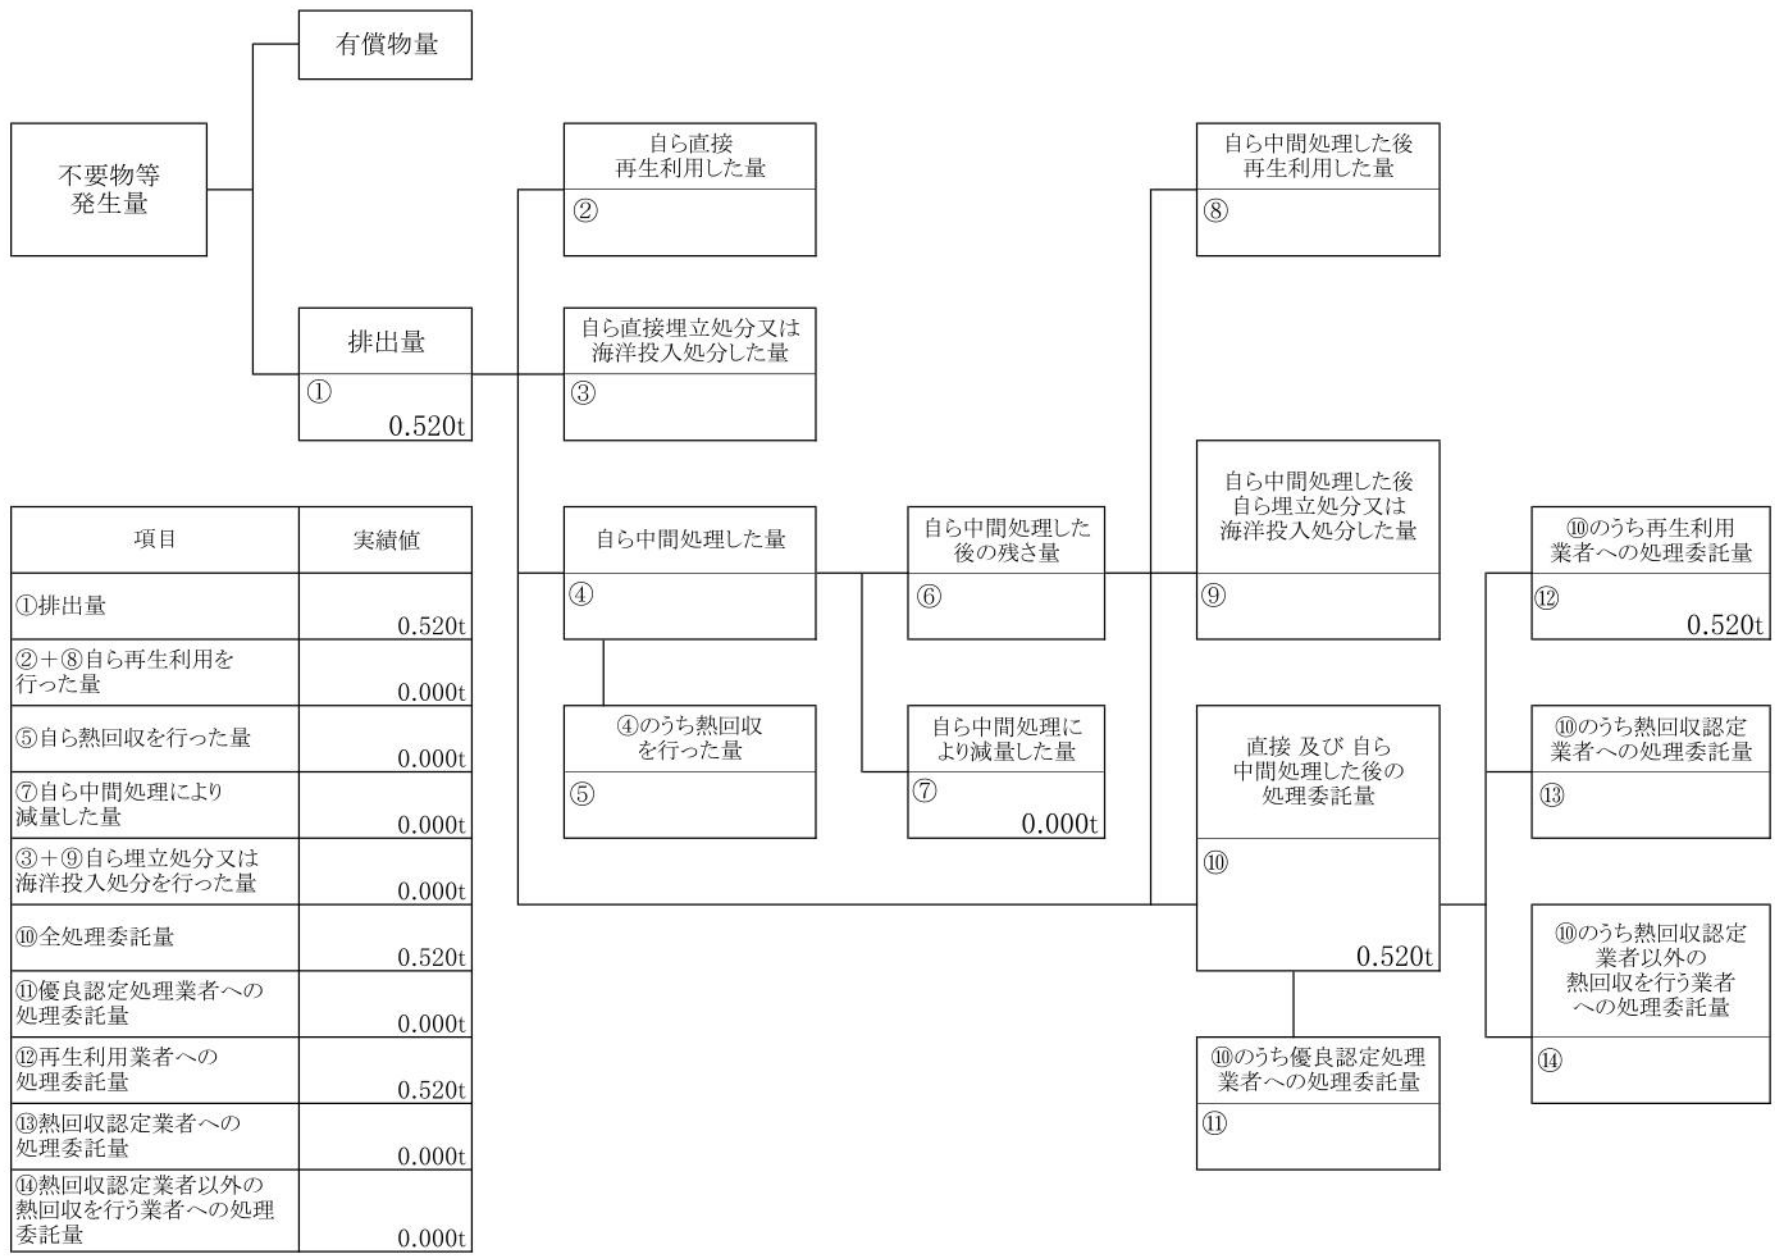 有償物量
不要物等
発生量
自ら直接
再生利用した量
②
自ら中間処理した後
再生利用した量
⑧
排出量
①
0.520t
自ら直接埋立処分又は
海洋投入処分した量
③
項目
実績値
①排出量
0.520t
②＋⑧自ら再生利用を
行った量
0.000t
⑤自ら熱回収を行った量
0.000t
⑦自ら中間処理により
減量した量
0.000t
③＋⑨自ら埋立処分又は
海洋投入処分を行った量
0.000t
⑩全処理委託量
0.520t
⑪優良認定処理業者への
処理委託量
0.000t
⑫再生利用業者への
処理委託量
0.520t
⑬熱回収認定業者への
処理委託量
0.000t
⑭熱回収認定業者以外の
熱回収を行う業者への処理
委託量
0.000t
自ら中間処理した量
④
④のうち熱回収
を行った量
⑤
自ら中間処理した
後の残さ量
⑥
自ら中間処理に
より減量した量
⑦
0.000t
自ら中間処理した後
自ら埋立処分又は
海洋投入処分した量
⑨
直接 及び 自ら
中間処理した後の
処理委託量
⑩
0.520t
⑩のうち優良認定処理
業者への処理委託量
⑪
⑩のうち再生利用
業者への処理委託量
⑫
0.520t
⑩のうち熱回収認定
業者への処理委託量
⑬
⑩のうち熱回収認定
業者以外の
熱回収を行う業者
への処理委託量
⑭